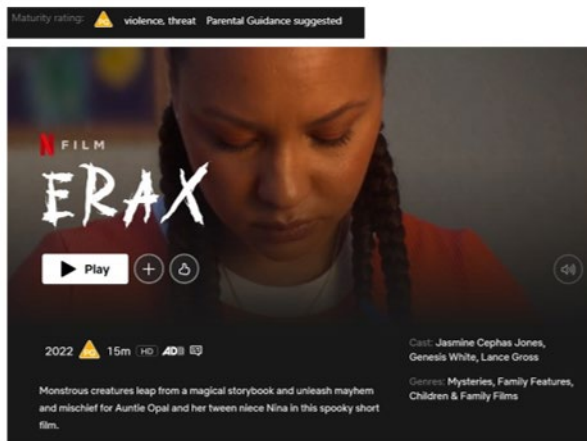 Maturity rating: PG violence, threat Parental Guidance suggested
N FILM
ERAX
Play
2022 PG 15m HD AD
Cast: Jasmine Cephas Jones,
Genesis White, Lance Gross
Genres: Mysteries, Family Features,
Children & Family Films
Monstrous creatures leap from a magical storybook and unleash mayhem
and mischief for Auntie Opal and her tween niece Nina in this spooky short
film.